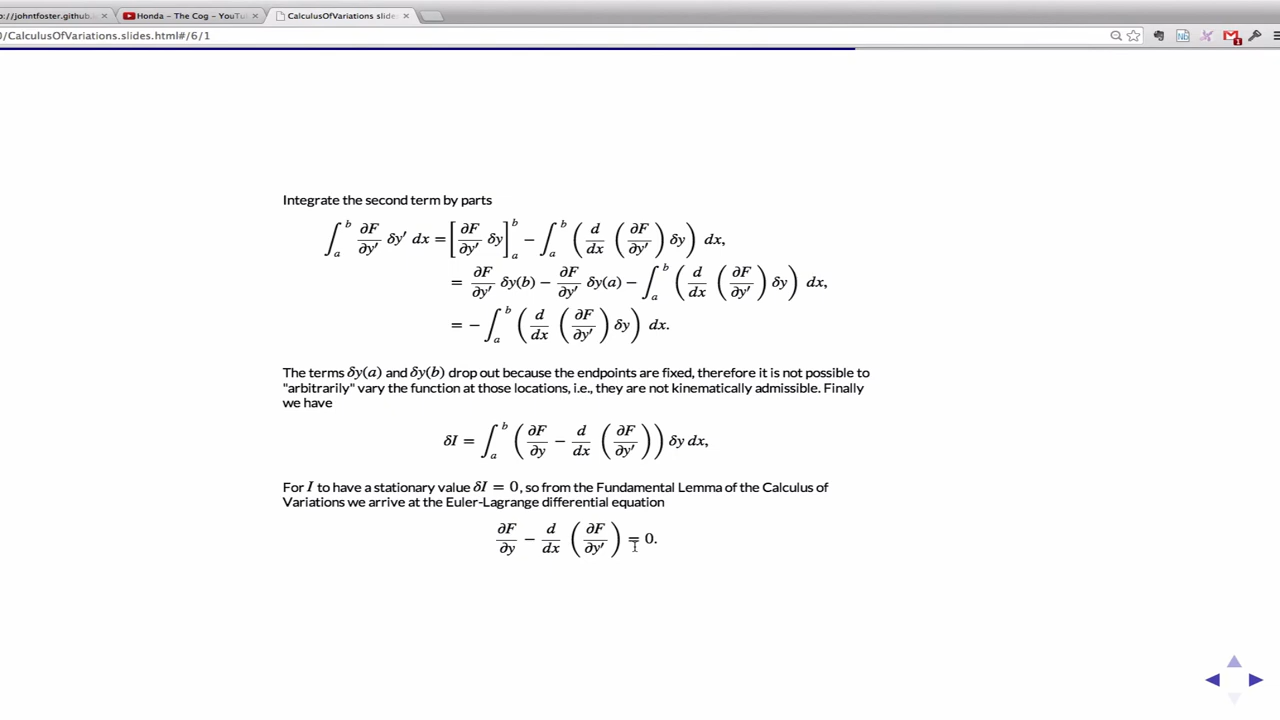 p://johntfoster.github.
Honda – The Cog – YouTu
CalculusOfVariations slide
0/CalculusOfVariations.slides.html#/6/1
Integrate the second term by parts
∫_a^b ∂F/∂y′ δy′ dx = [∂F/∂y′ δy]_a^b − ∫_a^b (d/dx (∂F/∂y′) δy) dx,
= ∂F/∂y′ δy(b) − ∂F/∂y′ δy(a) − ∫_a^b (d/dx (∂F/∂y′) δy) dx,
= − ∫_a^b (d/dx (∂F/∂y′) δy) dx.
The terms δy(a) and δy(b) drop out because the endpoints are fixed, therefore it is not possible to
"arbitrarily" vary the function at those locations, i.e., they are not kinematically admissible. Finally
we have
δI = ∫_a^b (∂F/∂y − d/dx (∂F/∂y′)) δy dx,
For I to have a stationary value δI = 0, so from the Fundamental Lemma of the Calculus of
Variations we arrive at the Euler-Lagrange differential equation
∂F/∂y − d/dx (∂F/∂y′) = 0.